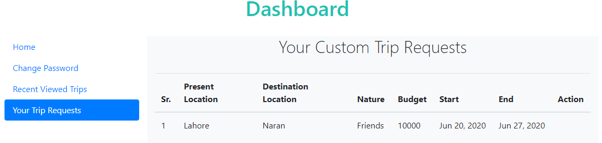 Dashboard
Home
Change Password
Recent Viewed Trips
Your Trip Requests
Your Custom Trip Requests
Sr. Present Location Destination Location Nature Budget Start End Action
1 Lahore Naran Friends 10000 Jun 20, 2020 Jun 27, 2020